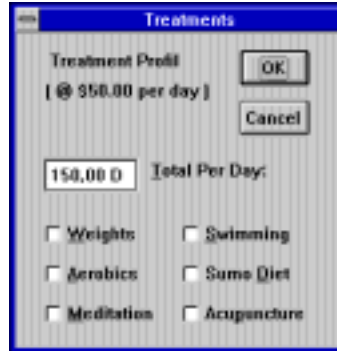 Treatments
Treatment Profil
( @ $50.00 per day )
OK
Cancel
150,00 D
Total Per Day:
Weights
Swimming
Aerobics
Sumo Diet
Meditation
Acupuncture